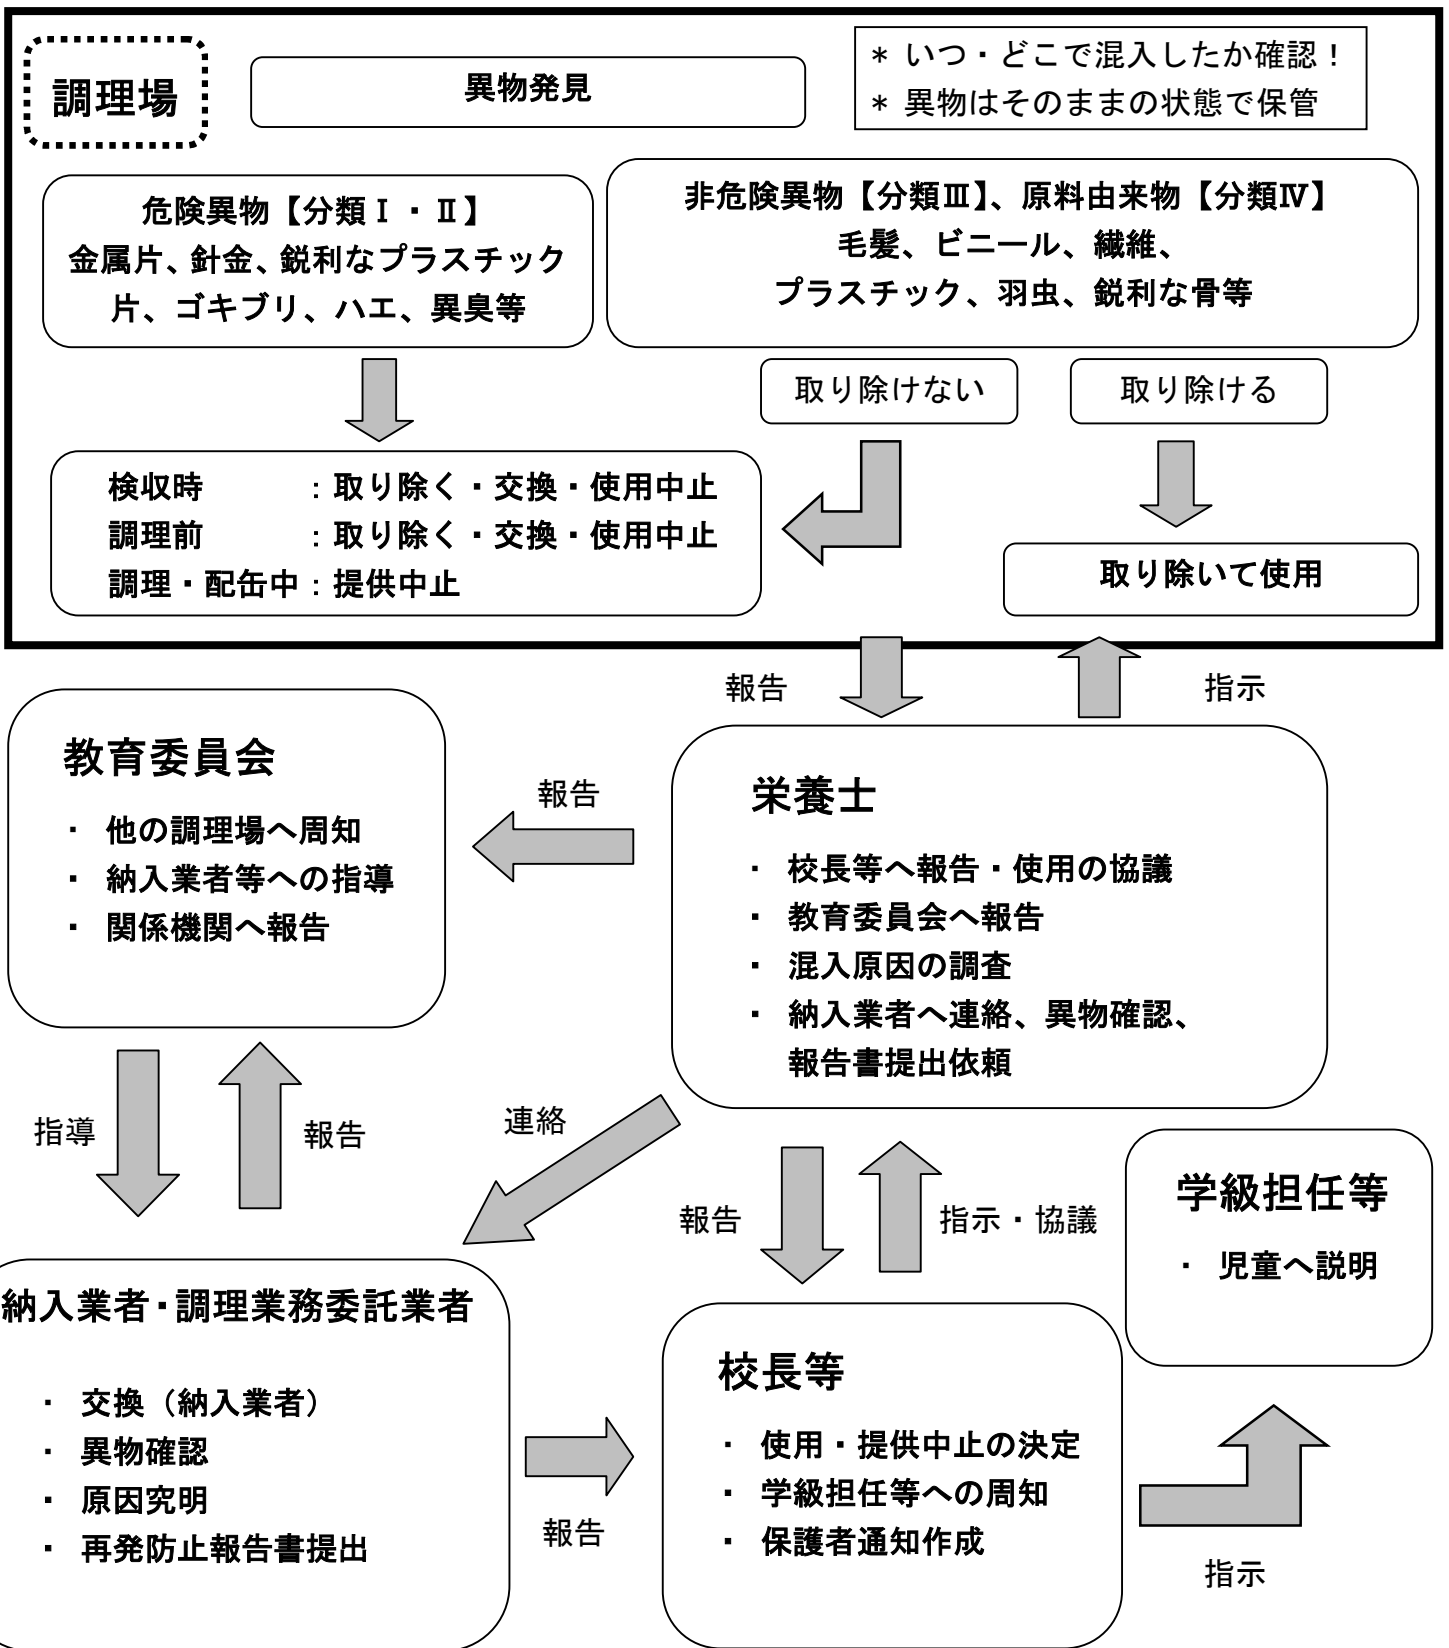 調理場
異物発見
* いつ・どこで混入したか確認！
* 異物はそのままの状態で保管
危険異物【分類Ⅰ・Ⅱ】
金属片、針金、鋭利なプラスチック
片、ゴキブリ、ハエ、異臭等
非危険異物【分類Ⅲ】、原料由来物【分類Ⅳ】
毛髪、ビニール、繊維、
プラスチック、羽虫、鋭利な骨等
取り除けない
取り除ける
検収時　　　：取り除く・交換・使用中止
調理前　　　：取り除く・交換・使用中止
調理・配缶中：提供中止
取り除いて使用
報告
指示
教育委員会
・ 他の調理場へ周知
・ 納入業者等への指導
・ 関係機関へ報告
報告
栄養士
・ 校長等へ報告・使用の協議
・ 教育委員会へ報告
・ 混入原因の調査
・ 納入業者へ連絡、異物確認、
報告書提出依頼
指導
報告
連絡
報告
指示・協議
学級担任等
・ 児童へ説明
納入業者・調理業務委託業者
・ 交換（納入業者）
・ 異物確認
・ 原因究明
・ 再発防止報告書提出
報告
校長等
・ 使用・提供中止の決定
・ 学級担任等への周知
・ 保護者通知作成
指示